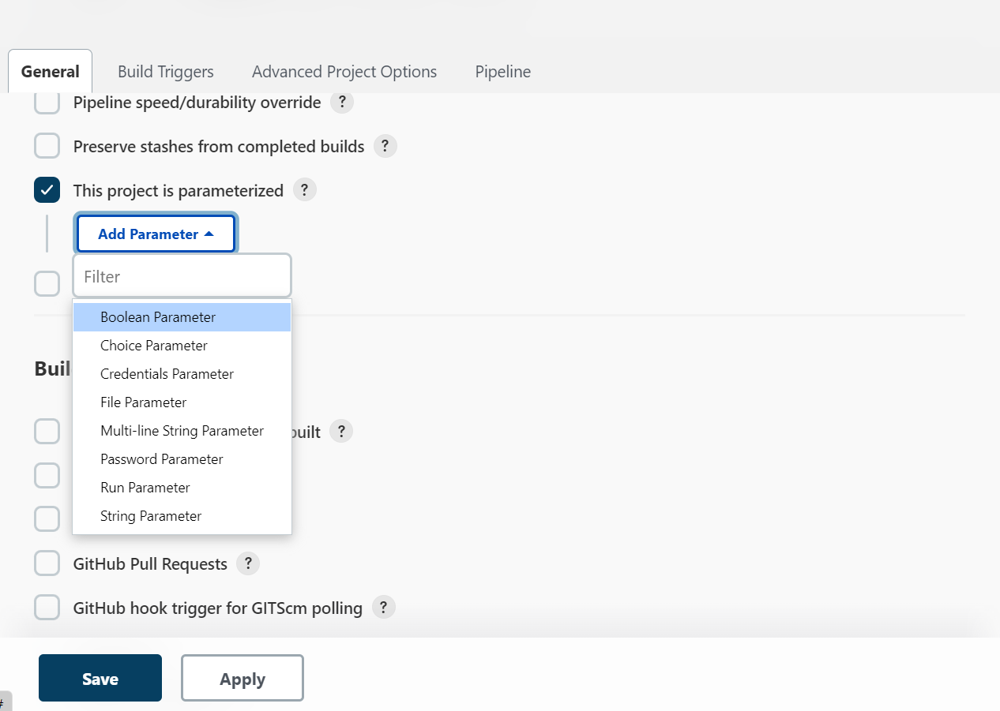 General Build Triggers Advanced Project Options Pipeline
Pipeline speed/durability override ?
Preserve stashes from completed builds ?
This project is parameterized ?
Add Parameter
Filter
Boolean Parameter
Choice Parameter
Credentials Parameter
File Parameter
Multi-line String Parameter
Password Parameter
Run Parameter
String Parameter
Buil
built ?
GitHub Pull Requests ?
GitHub hook trigger for GITScm polling ?
Save Apply
#